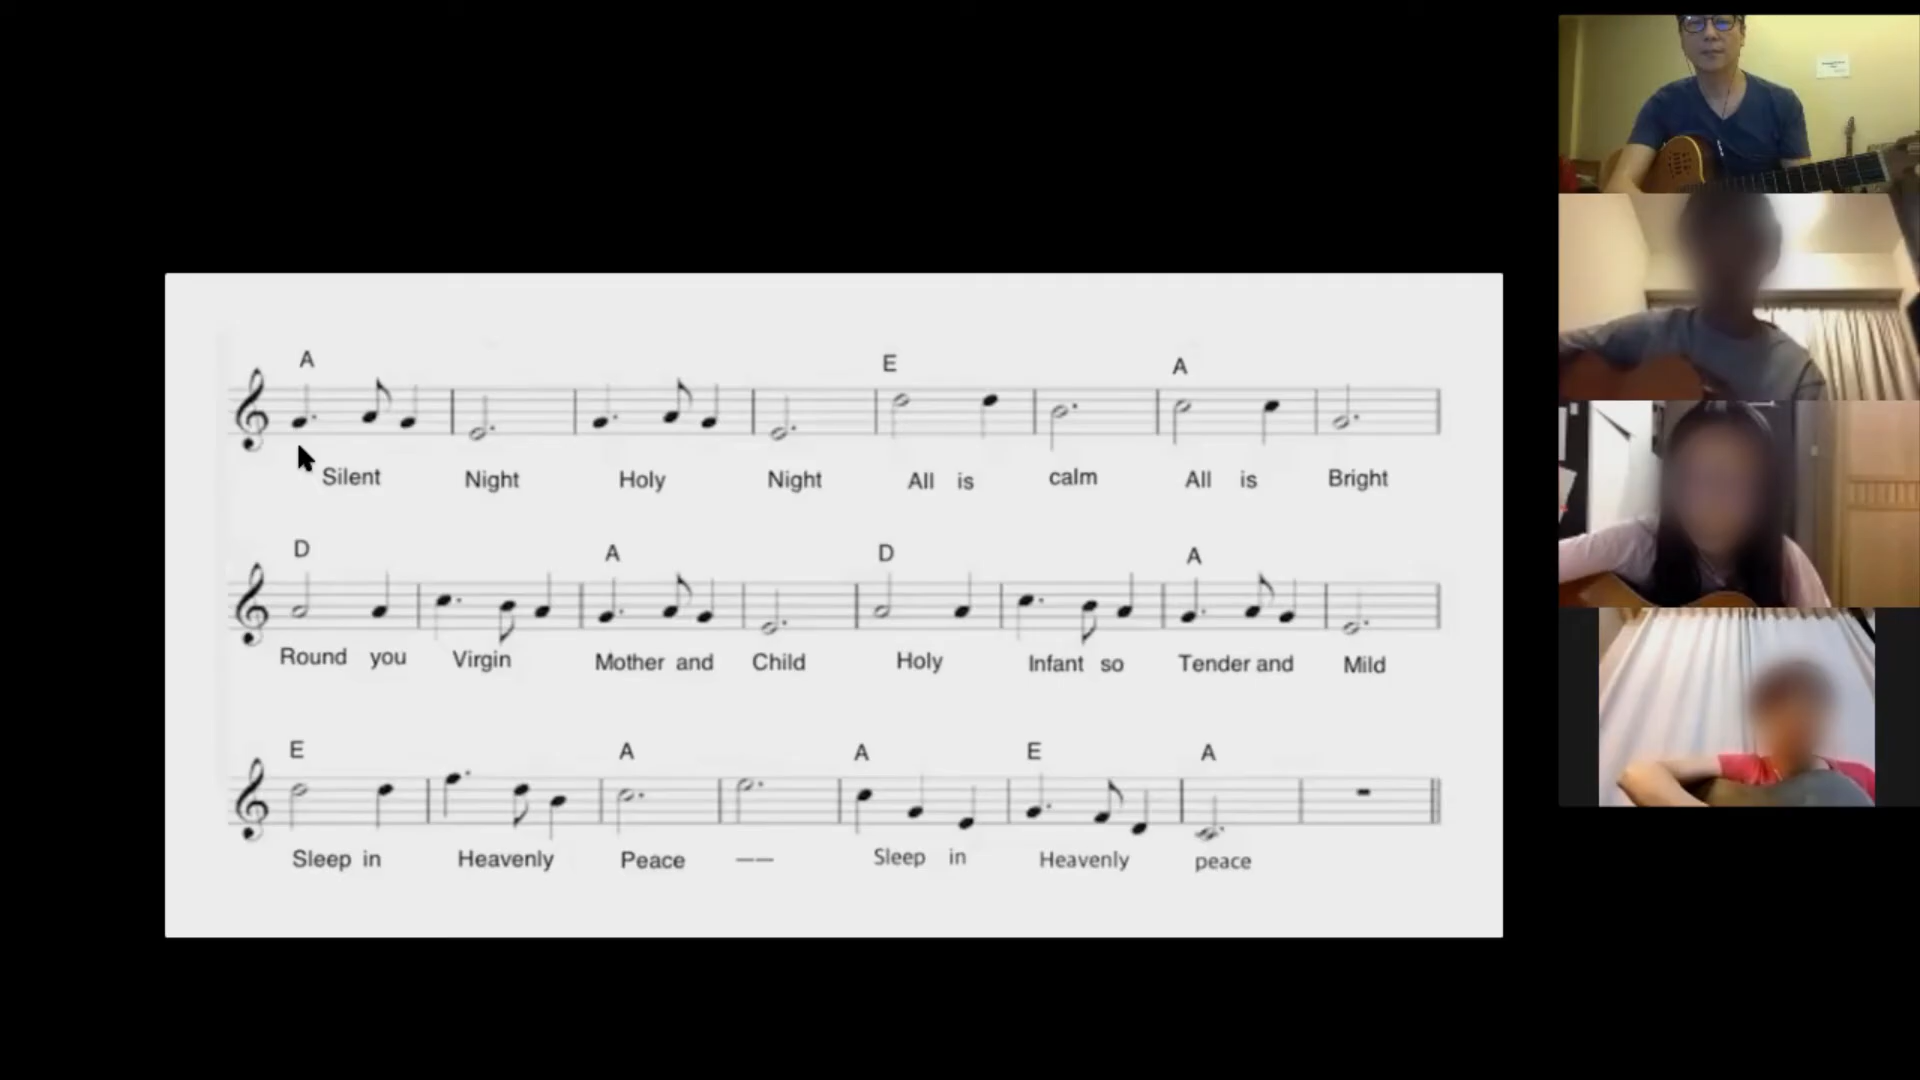 A E A
Silent Night Holy Night All is calm All is Bright
D A D A
Round you Virgin Mother and Child Holy Infant so Tender and Mild
E A A E A
Sleep in Heavenly Peace —— Sleep in Heavenly peace